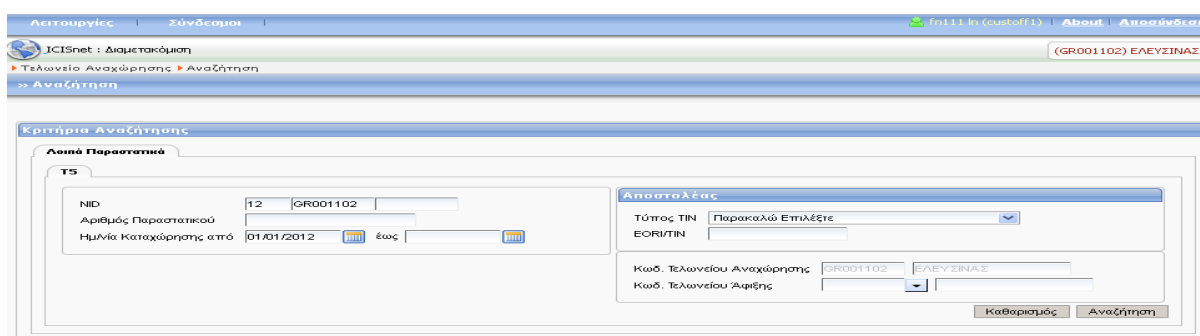 Λειτουργίες | Σύνδεσμοι |
fn111 ln (custoff1) | About | Αποσύνδεσ
ICISnet : Διαμετακόμιση
(GR001102) ΕΛΕΥΣΙΝΑΣ
Τελωνείο Αναχώρησης Αναζήτηση
» Αναζήτηση
Κριτήρια Αναζήτησης
Λοιπά Παραστατικά
T5
NID 12 GR001102
Αριθμός Παραστατικού
Ημ/νία Καταχώρησης από 01/01/2012 έως
Αποστολέας
Τύπος TIN Παρακαλώ Επιλέξτε
EORI/TIN
Κωδ. Τελωνείου Αναχώρησης GR001102 ΕΛΕΥΣΙΝΑΣ
Κωδ. Τελωνείου Άφιξης
Καθαρισμός Αναζήτηση